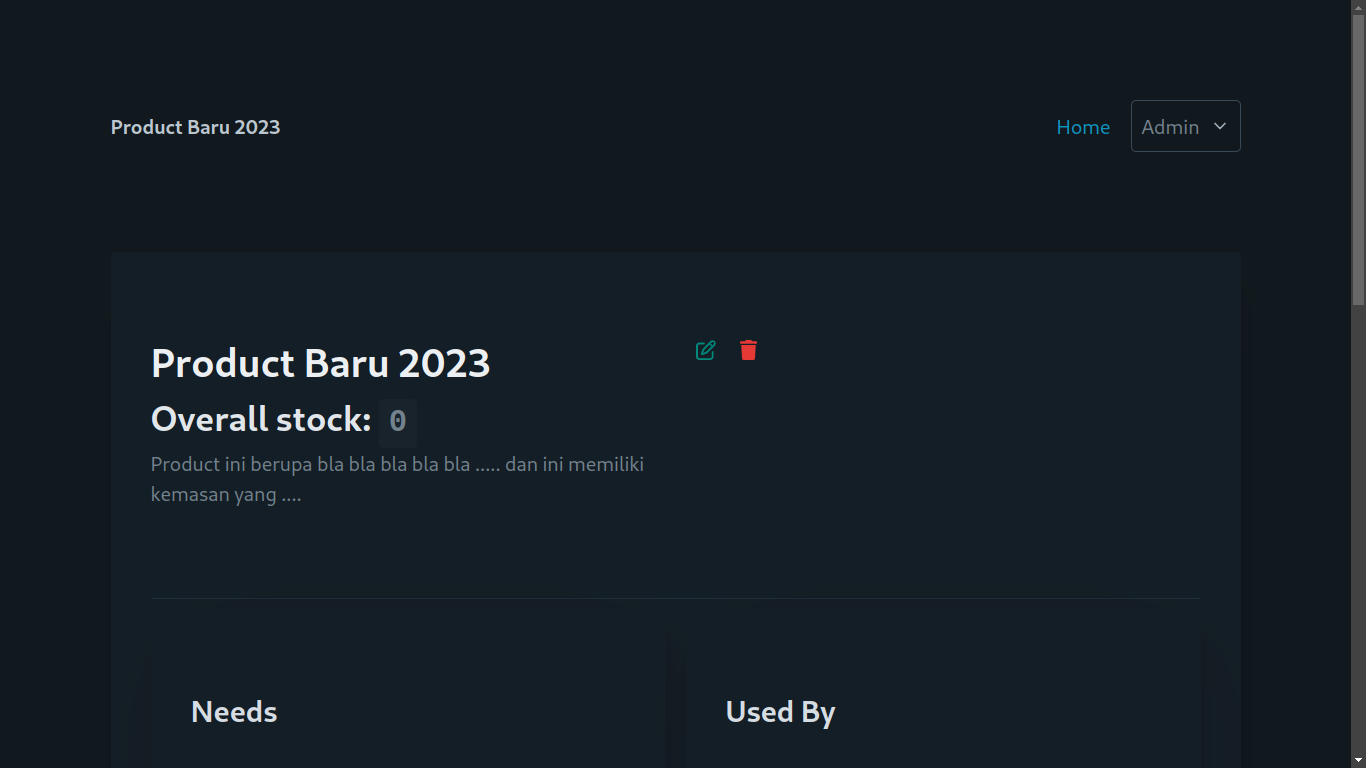 Product Baru 2023
Home
Admin
Product Baru 2023
Overall stock: 0
Product ini berupa bla bla bla bla bla ..... dan ini memiliki
kemasan yang ....
Needs
Used By